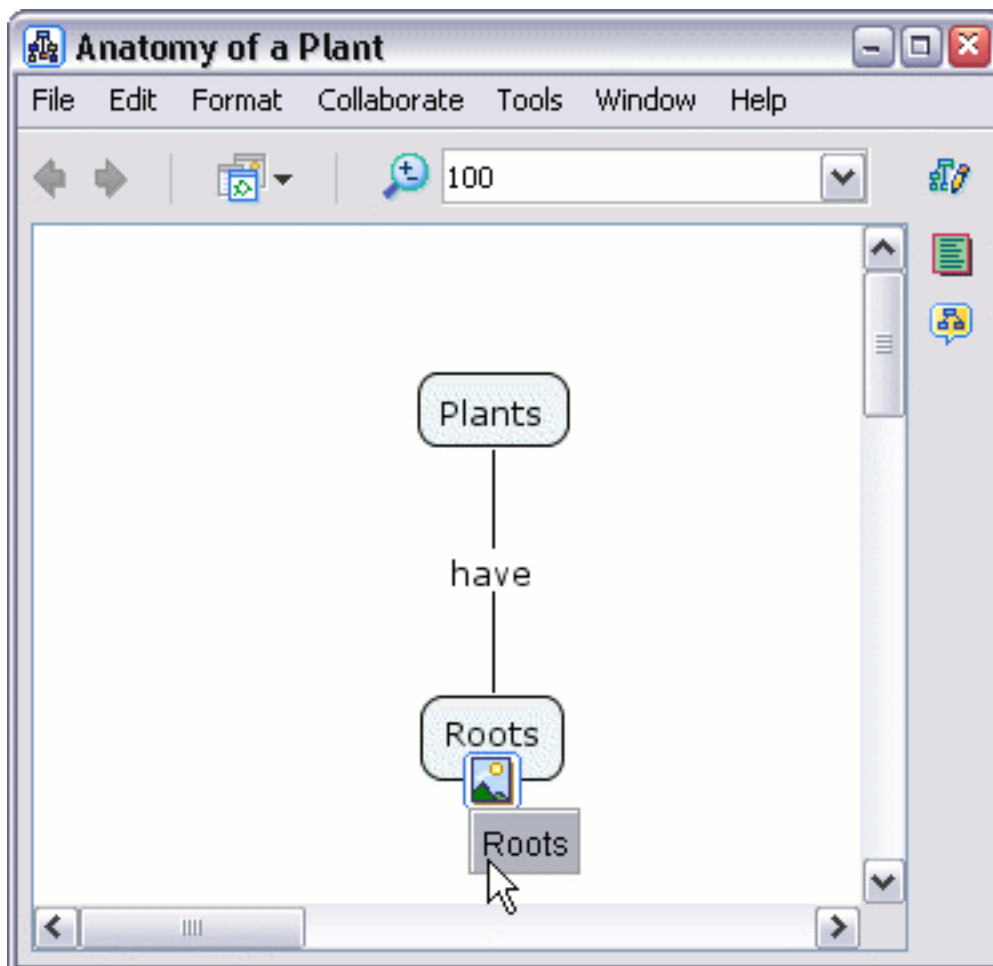 Anatomy of a Plant
File Edit Format Collaborate Tools Window Help
100
Plants
have
Roots
Roots